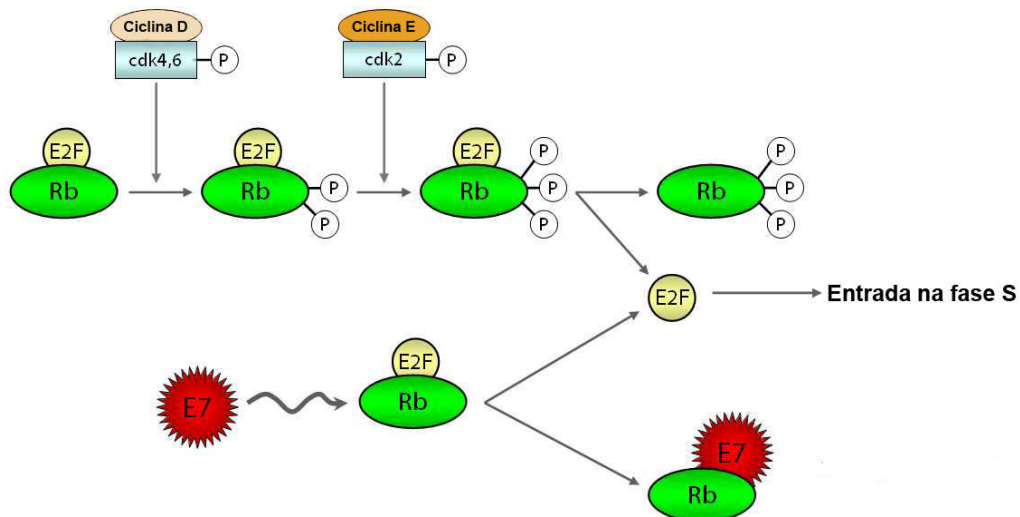 Ciclina D
cdk4,6
P
Ciclina E
cdk2
P
E2F
Rb
E2F
Rb
P
P
E2F
Rb
P
P
P
Rb
P
P
P
E2F
Entrada na fase S
E7
E2F
Rb
E7
Rb